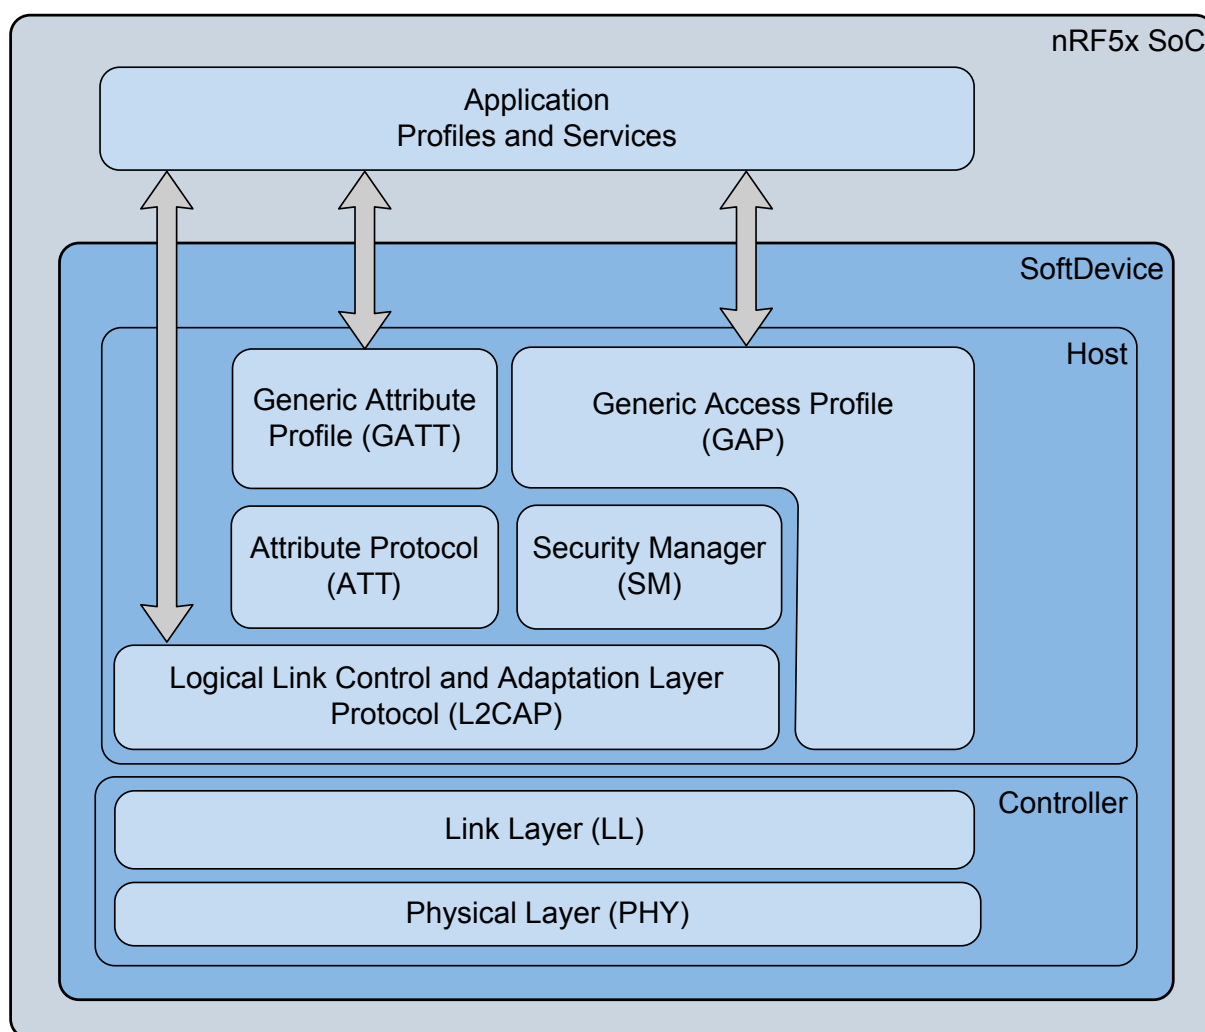 nRF5x SoC
Application
Profiles and Services
SoftDevice
Host
Generic Attribute
Profile (GATT)
Generic Access Profile
(GAP)
Attribute Protocol
(ATT)
Security Manager
(SM)
Logical Link Control and Adaptation Layer
Protocol (L2CAP)
Controller
Link Layer (LL)
Physical Layer (PHY)